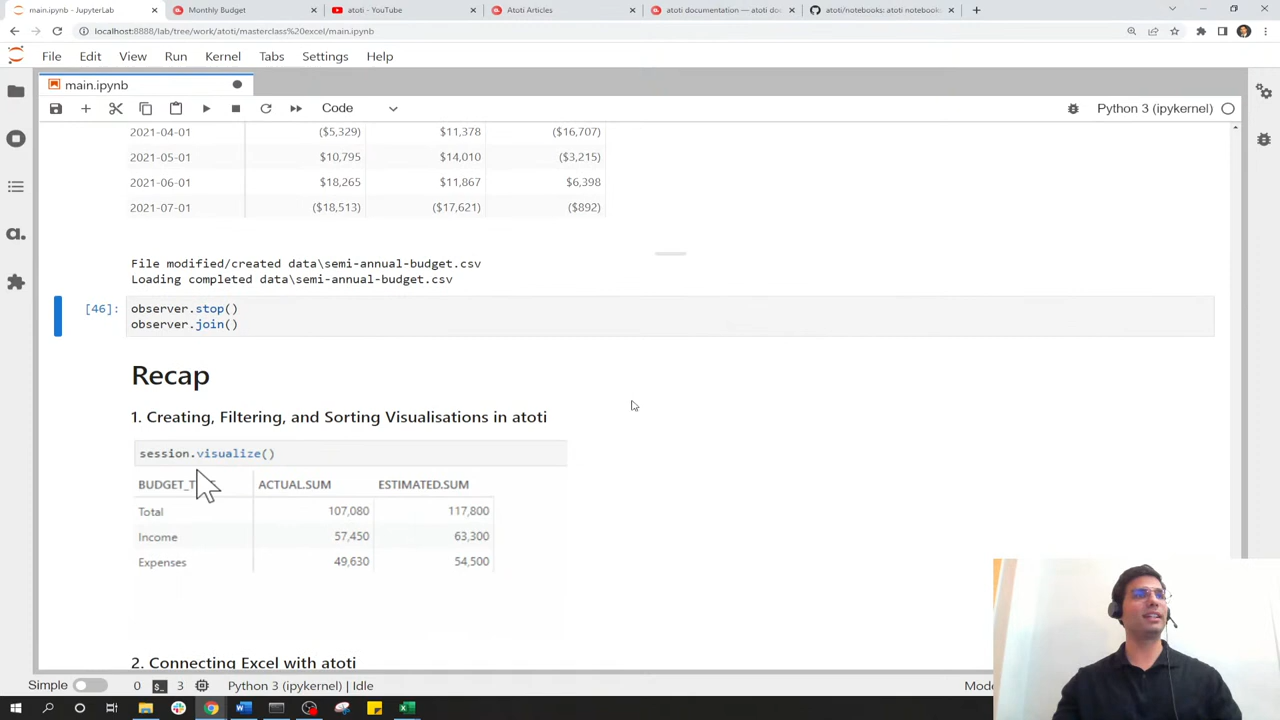 main.ipynb - JupyterLab
Monthly Budget
atoti - YouTube
Atoti Articles
atoti documentation — atoti doc
atoti/notebooks: atoti notebook
localhost:8888/lab/tree/work/atoti/masterclass%20excel/main.ipynb
File Edit View Run Kernel Tabs Settings Help
main.ipynb
Code
Python 3 (ipykernel)
2021-04-01 ($5,329) $11,378 ($16,707)
2021-05-01 $10,795 $14,010 ($3,215)
2021-06-01 $18,265 $11,867 $6,398
2021-07-01 ($18,513) ($17,621) ($892)
File modified/created data\semi-annual-budget.csv
Loading completed data\semi-annual-budget.csv
[46]: observer.stop()
observer.join()
Recap
1. Creating, Filtering, and Sorting Visualisations in atoti
session.visualize()
ACTUAL.SUM ESTIMATED.SUM
Total 107,080 117,800
Income 57,450 63,300
Expenses 49,630 54,500
2. Connecting Excel with atoti
Simple 0 3 Python 3 (ipykernel) | Idle